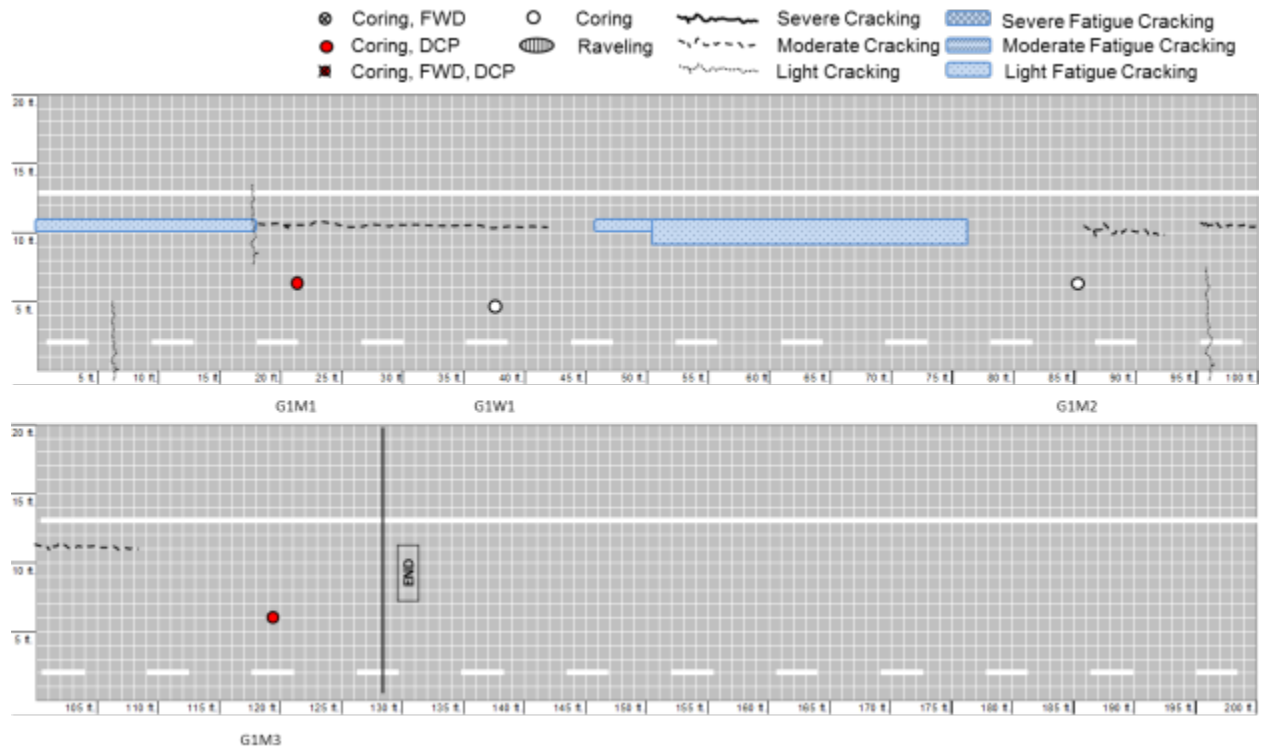 Coring, FWD Coring Severe Cracking Severe Fatigue Cracking
Coring, DCP Raveling Moderate Cracking Moderate Fatigue Cracking
Coring, FWD, DCP Light Cracking Light Fatigue Cracking
20 ft.
15 ft.
10 ft.
5 ft.
5 ft. 10 ft. 15 ft. 20 ft. 25 ft. 30 ft. 35 ft. 40 ft. 45 ft. 50 ft. 55 ft. 60 ft. 65 ft. 70 ft. 75 ft. 80 ft. 85 ft. 90 ft. 95 ft. 100 ft.
G1M1 G1W1 G1M2
20 ft.
15 ft.
END
10 ft.
5 ft.
105 ft. 110 ft. 115 ft. 120 ft. 125 ft. 130 ft. 135 ft. 140 ft. 145 ft. 150 ft. 155 ft. 160 ft. 165 ft. 170 ft. 175 ft. 180 ft. 185 ft. 190 ft. 195 ft. 200 ft.
G1M3